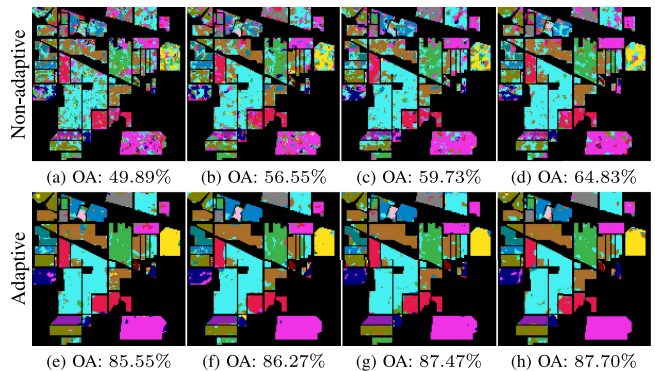 Non-adaptive
(a) OA: 49.89% (b) OA: 56.55% (c) OA: 59.73% (d) OA: 64.83%
Adaptive
(e) OA: 85.55% (f) OA: 86.27% (g) OA: 87.47% (h) OA: 87.70%